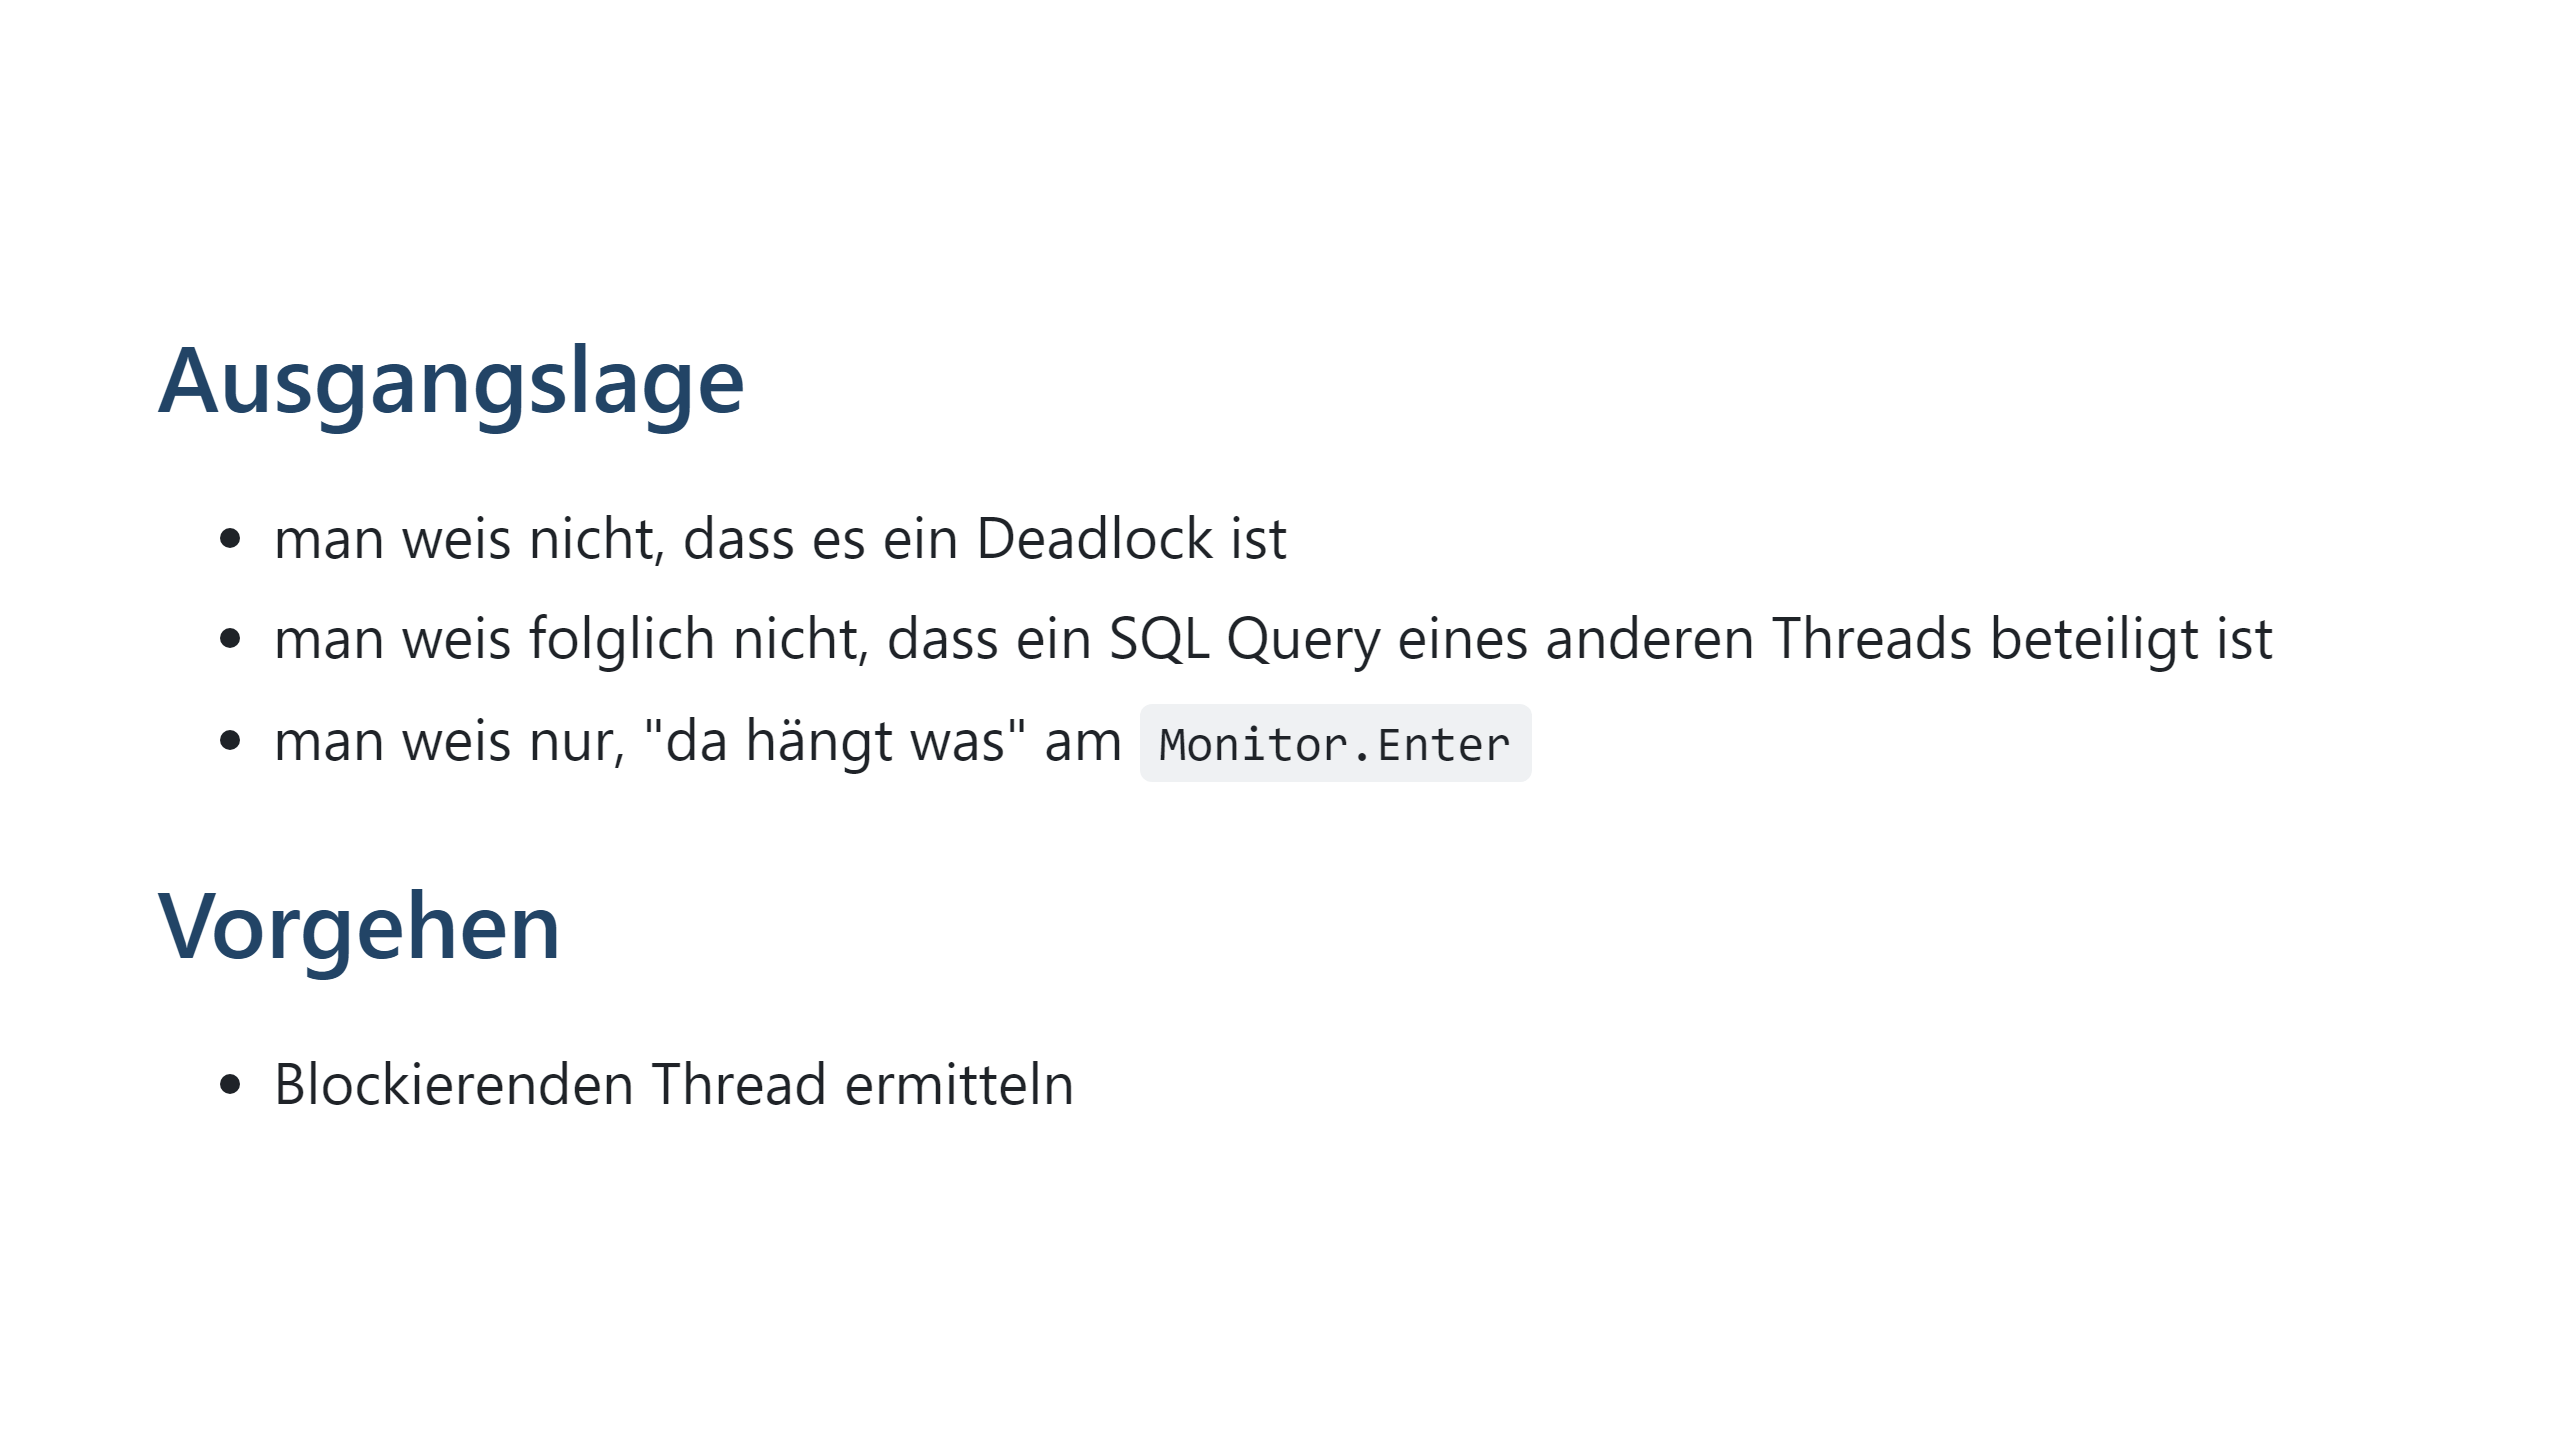 Ausgangslage
man weis nicht, dass es ein Deadlock ist
man weis folglich nicht, dass ein SQL Query eines anderen Threads beteiligt ist
man weis nur, "da hängt was" am Monitor.Enter
Vorgehen
Blockierenden Thread ermitteln